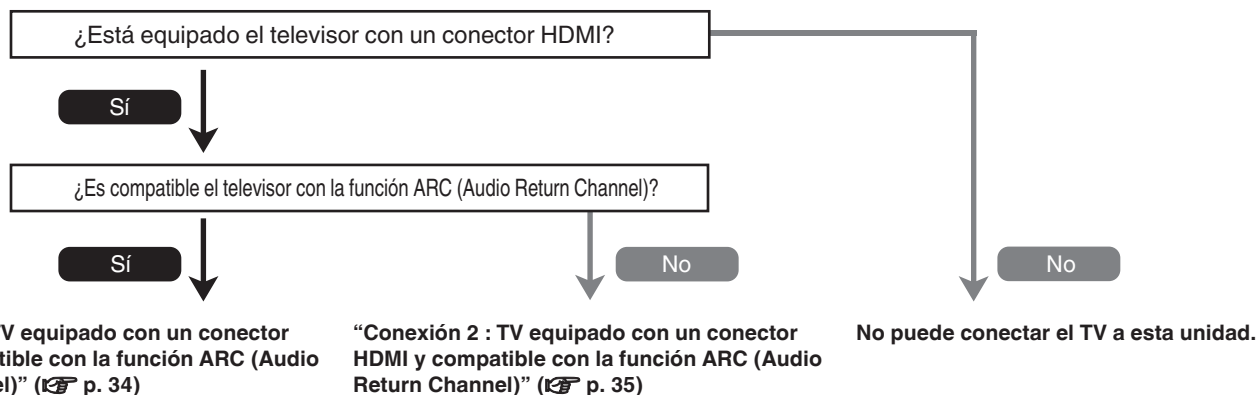 ¿Está equipado el televisor con un conector HDMI?
Sí
¿Es compatible el televisor con la función ARC (Audio Return Channel)?
Sí
No
No
V equipado con un conector
tible con la función ARC (Audio
el)” (☞ p. 34)
“Conexión 2 : TV equipado con un conector
HDMI y compatible con la función ARC (Audio
Return Channel)” (☞ p. 35)
No puede conectar el TV a esta unidad.